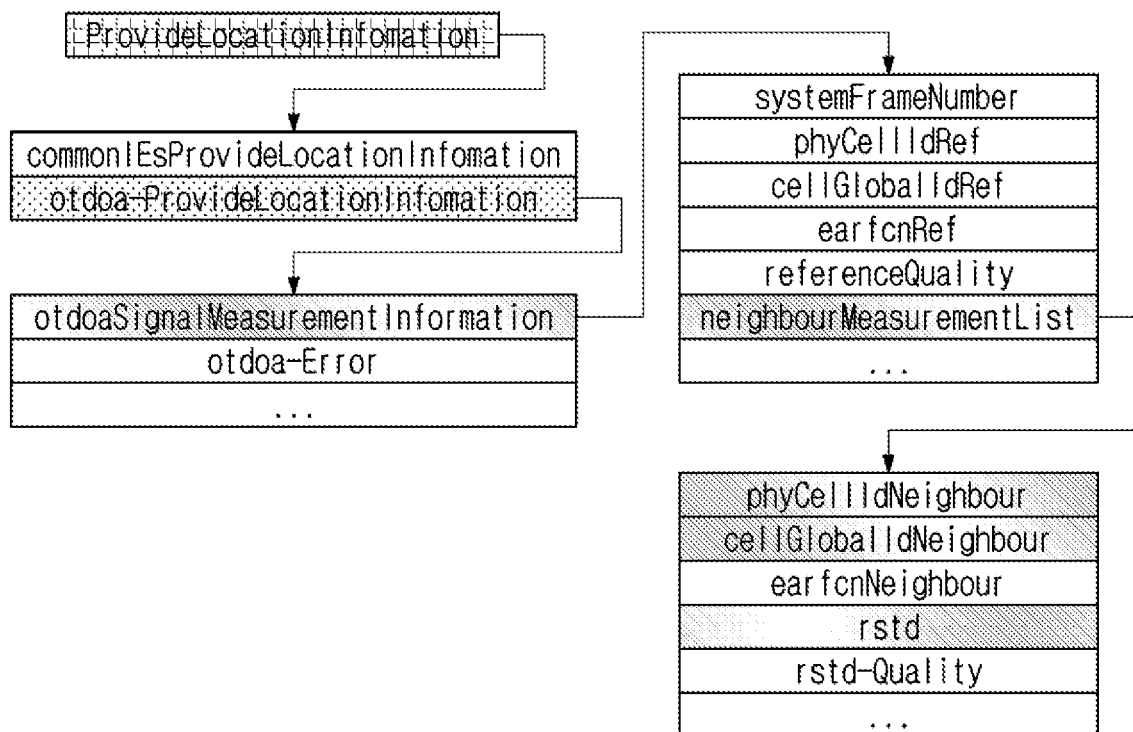 ProvideLocationInfomation
commonIEsProvideLocationInfomation
otdoa-ProvideLocationInfomation
otdoaSignalMeasurementInformation
otdoa-Error
...
systemFrameNumber
phyCellIdRef
cellGlobalIdRef
earfcnRef
referenceQuality
neighbourMeasurementList
...
phyCellIdNeighbour
cellGlobalIdNeighbour
earfcnNeighbour
rstd
rstd-Quality
...